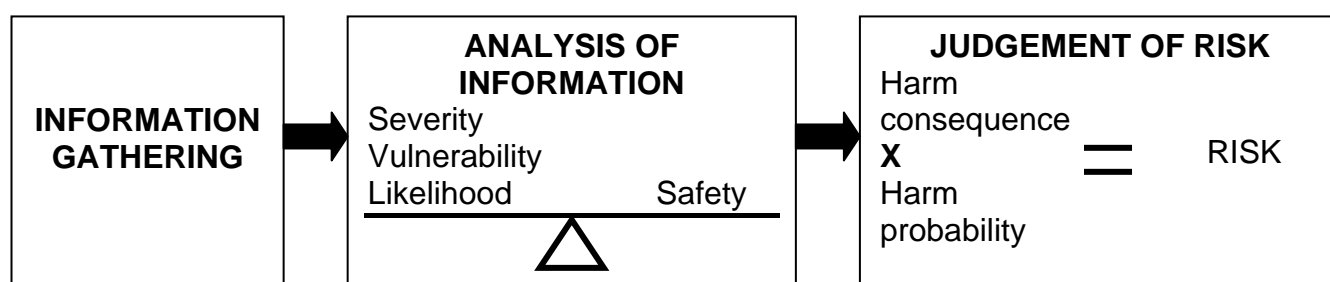 INFORMATION
GATHERING
ANALYSIS OF
INFORMATION
Severity
Vulnerability
Likelihood Safety
JUDGEMENT OF RISK
Harm
consequence
X
Harm
probability
= RISK